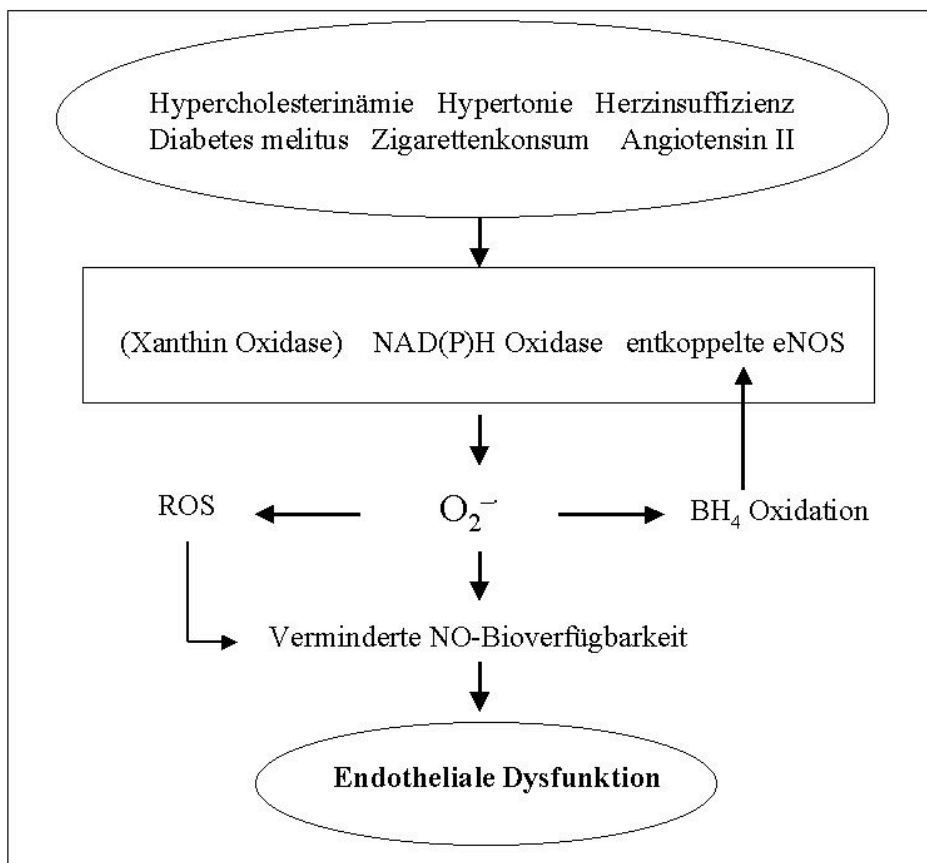 Hypercholesterinämie Hypertonie Herzinsuffizienz
Diabetes melitus Zigarettenkonsum Angiotensin II
(Xanthin Oxidase) NAD(P)H Oxidase entkoppelte eNOS
ROS O₂⁻· BH₄ Oxidation
Verminderte NO-Bioverfügbarkeit
Endotheliale Dysfunktion